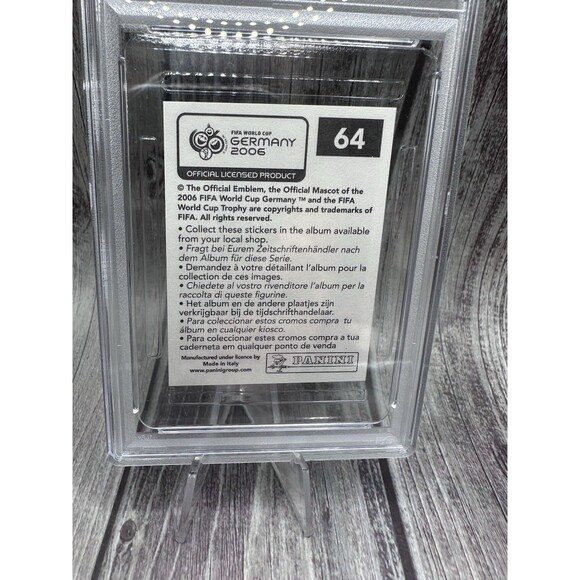 FIFA WORLD CUP
GERMANY
2006
OFFICIAL LICENSED PRODUCT
64
© The Official Emblem, the Official Mascot of the
2006 FIFA World Cup Germany ™ and the FIFA
World Cup Trophy are copyrights and trademarks of
FIFA. All rights reserved.
• Collect these stickers in the album available
from your local shop.
• Fragt bei Eurem Zeitschriftenhändler nach
dem Album für diese Serie.
• Demandez à votre détaillant l'album pour la
collection de ces images.
• Chiedete al vostro rivenditore l'album per la
raccolta di queste figurine.
• Het album en de andere plaatjes zijn
verkrijgbaar bij de tijdschrifthandelaar.
• Para coleccionar estos cromos compra tu
álbum en cualquier kiosco.
• Para coleccionar estes cromos compra a tua
caderneta em qualquer ponto de venda
Manufactured under licence by
Made in Italy
www.paninigroup.com
PANINI